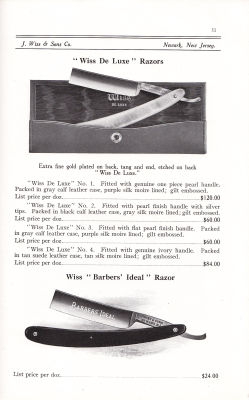 11
J. Wiss & Sons Co. Newark, New Jersey.
"Wiss De Luxe" Razors
WISS
DE LUXE
Extra fine gold plated on back, tang and end, etched on back
"Wiss De Luxe."
"Wiss De Luxe" No. 1. Fitted with genuine one piece pearl handle.
Packed in gray calf leather case, purple silk moire lined; gilt embossed.
List price per doz. $120.00
"Wiss De Luxe" No. 2. Fitted with pearl finish handle with silver
tips. Packed in black calf leather case, gray silk moire lined; gilt embossed.
List price per doz. $60.00
"Wiss De Luxe" No. 3. Fitted with flat pearl finish handle. Packed
in gray calf leather case, purple silk moire lined; gilt embossed.
List price per doz. $60.00
"Wiss De Luxe" No. 4. Fitted with genuine ivory handle. Packed
in tan suede leather case, tan silk moire lined; gilt embossed.
List price per doz. $84.00
Wiss "Barbers' Ideal" Razor
BARBERS IDEAL
List price per doz. $24.00